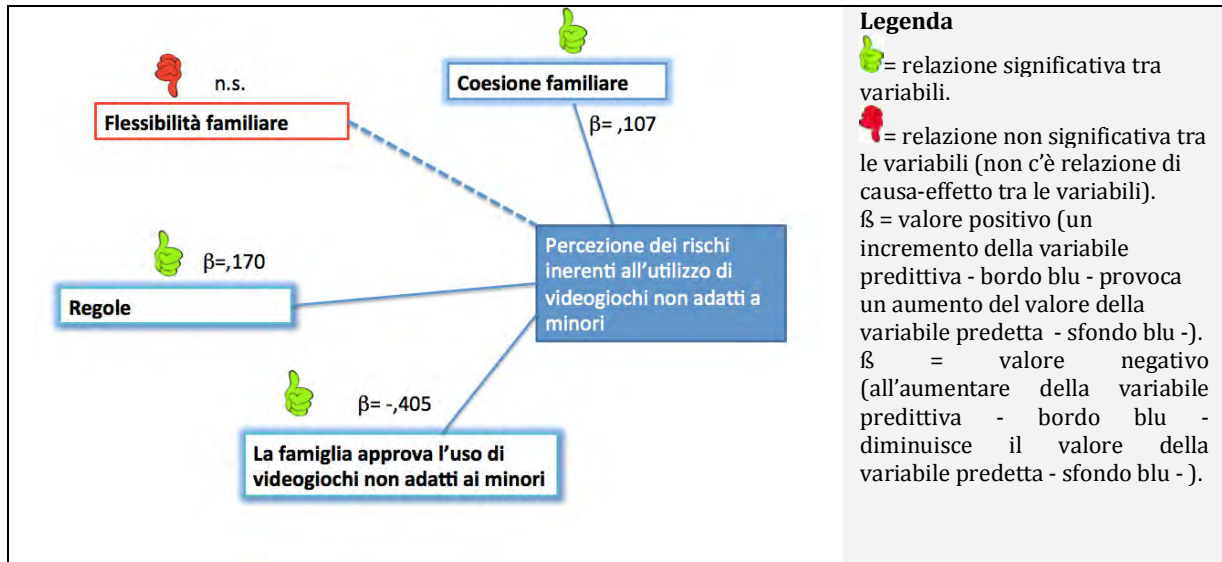 n.s.
Flessibilità familiare
Coesione familiare
β= ,107
β=,170
Regole
Percezione dei rischi
inerenti all'utilizzo di
videogiochi non adatti a
minori
β= -,405
La famiglia approva l'uso di
videogiochi non adatti ai minori
Legenda
= relazione significativa tra
variabili.
= relazione non significativa tra
le variabili (non c'è relazione di
causa-effetto tra le variabili).
ß = valore positivo (un
incremento della variabile
predittiva - bordo blu - provoca
un aumento del valore della
variabile predetta - sfondo blu -).
ß = valore negativo
(all'aumentare della variabile
predittiva - bordo blu -
diminuisce il valore della
variabile predetta - sfondo blu - ).